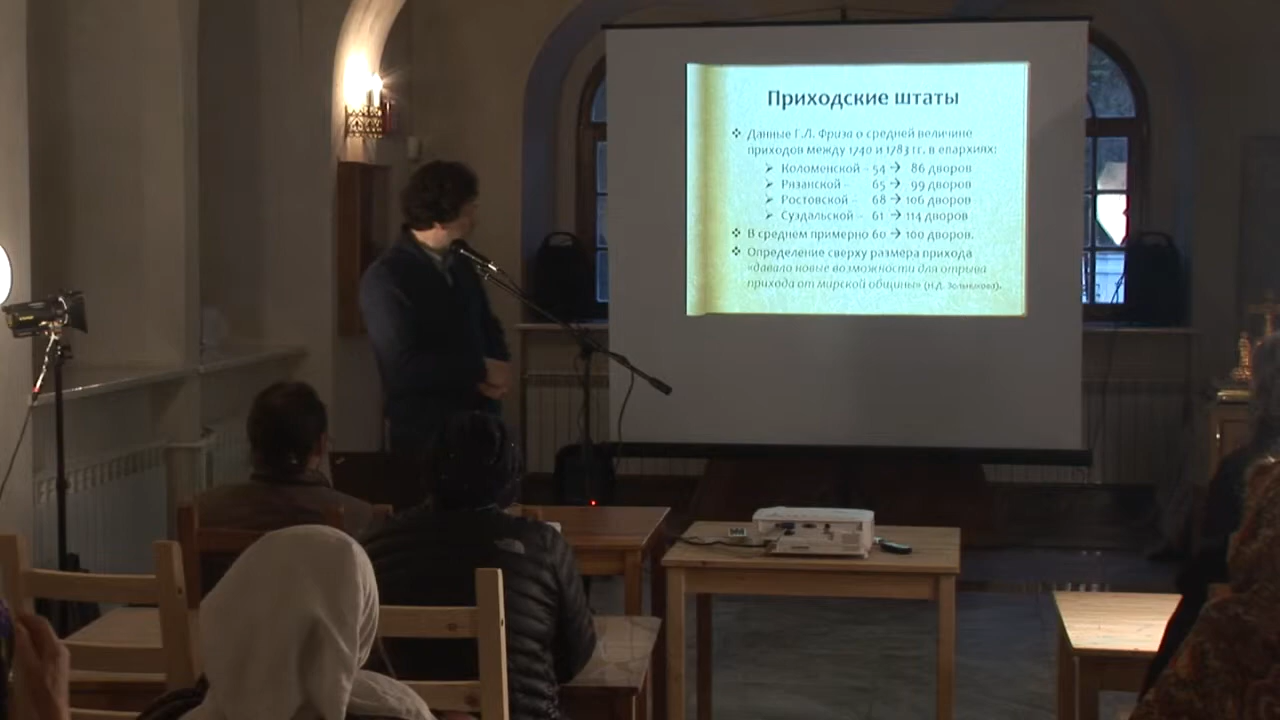 Приходские штаты
❖ Данные Г.Л. Фриза о средней величине
приходов между 1740 и 1783 гг. в епархиях:
➢ Коломенской – 54 → 86 дворов
➢ Рязанской – 65 → 99 дворов
➢ Ростовской – 68 → 106 дворов
➢ Суздальской – 61 → 114 дворов
❖ В среднем примерно 60 → 100 дворов.
❖ Определение сверху размера прихода
«давало новые возможности для отрыва
прихода от мирской общины» (Н.Д. Зольникова).